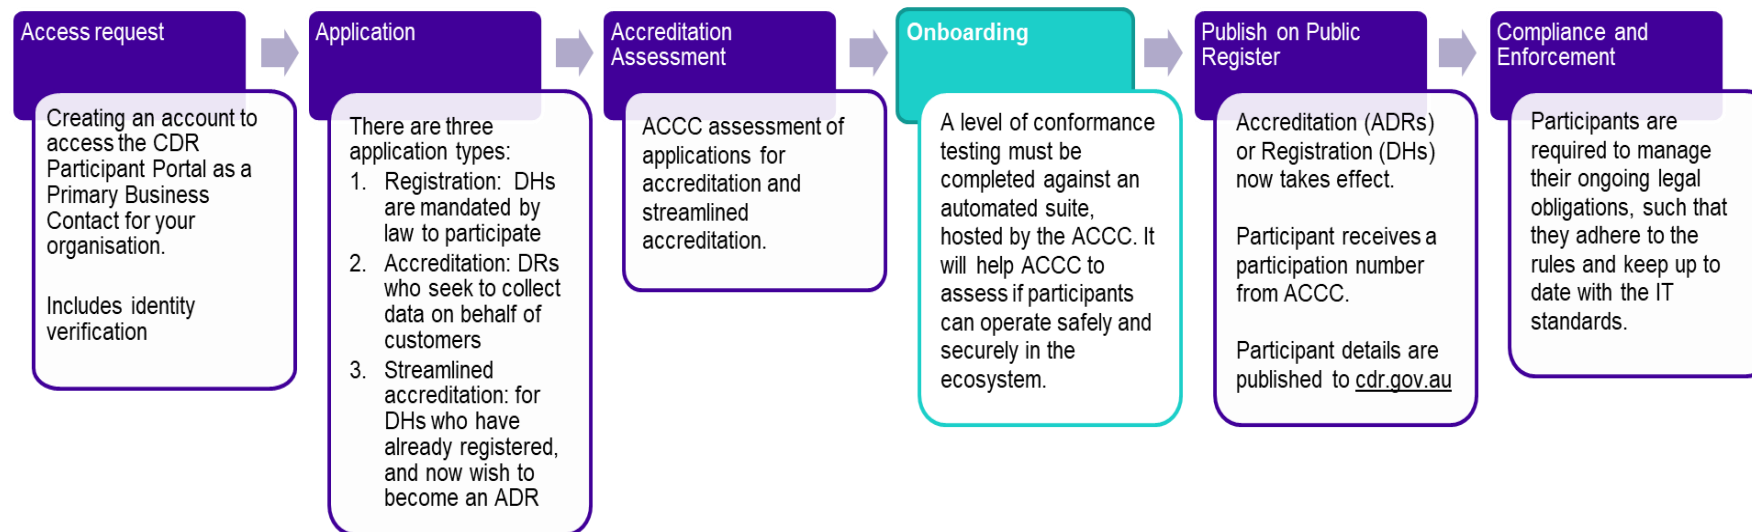 Access request
Creating an account to
access the CDR
Participant Portal as a
Primary Business
Contact for your
organisation.
Includes identity
verification
Application
There are three
application types:
1. Registration: DHs
are mandated by
law to participate
2. Accreditation: DRs
who seek to collect
data on behalf of
customers
3. Streamlined
accreditation: for
DHs who have
already registered,
and now wish to
become an ADR
Accreditation
Assessment
ACCC assessment of
applications for
accreditation and
streamlined
accreditation.
Onboarding
A level of conformance
testing must be
completed against an
automated suite,
hosted by the ACCC. It
will help ACCC to
assess if participants
can operate safely and
securely in the
ecosystem.
Publish on Public
Register
Accreditation (ADRs)
or Registration (DHs)
now takes effect.
Participant receives a
participation number
from ACCC.
Participant details are
published to cdr.gov.au
Compliance and
Enforcement
Participants are
required to manage
their ongoing legal
obligations, such that
they adhere to the
rules and keep up to
date with the IT
standards.